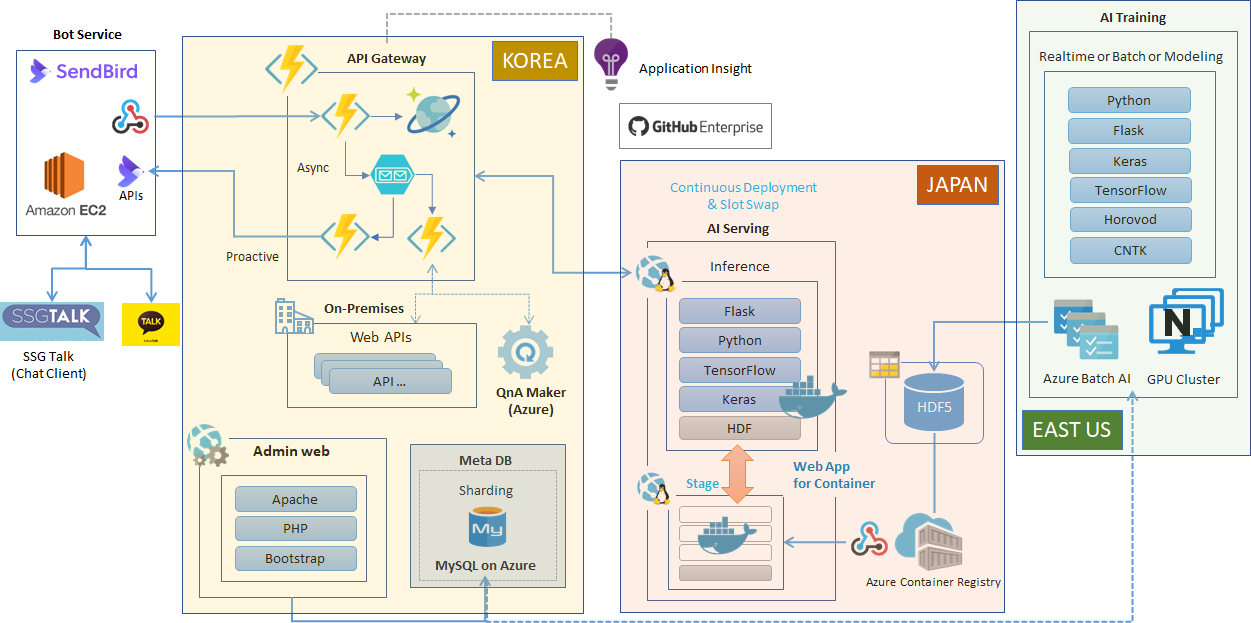 Bot Service
SendBird
Amazon EC2
APIs
SSGTALK
SSG Talk
(Chat Client)
TALK
API Gateway
KOREA
Async
Proactive
On-Premises
Web APIs
API ...
QnA Maker
(Azure)
Admin web
Apache
PHP
Bootstrap
Meta DB
Sharding
My
MySQL on Azure
Application Insight
GitHub Enterprise
JAPAN
Continuous Deployment
& Slot Swap
AI Serving
Inference
Flask
Python
TensorFlow
Keras
HDF
Stage
Web App
for Container
HDF5
Azure Container Registry
AI Training
Realtime or Batch or Modeling
Python
Flask
Keras
TensorFlow
Horovod
CNTK
Azure Batch AI
N
GPU Cluster
EAST US